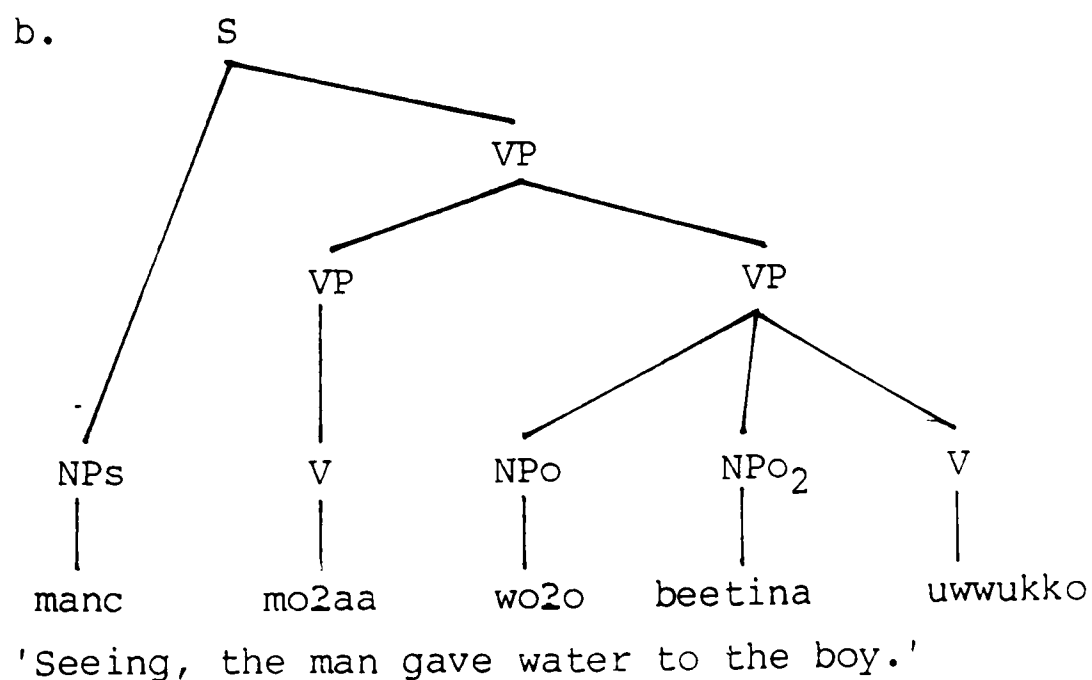 b. S
VP
VP VP
NPs V NPo NPo₂ V
manc mo2aa wo2o beetina uwwukko
'Seeing, the man gave water to the boy.'